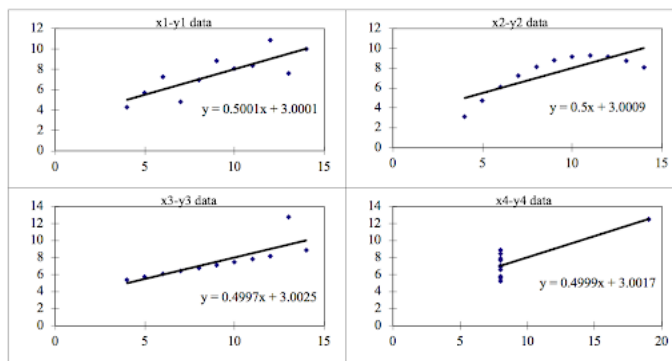 x1-y1 data
12
10
8
6
4
2
0
y = 0.5001x + 3.0001
0 5 10 15
x2-y2 data
12
10
8
6
4
2
0
y = 0.5x + 3.0009
0 5 10 15
x3-y3 data
14
12
10
8
6
4
2
0
y = 0.4997x + 3.0025
0 5 10 15
x4-y4 data
14
12
10
8
6
4
2
0
y = 0.4999x + 3.0017
0 5 10 15 20